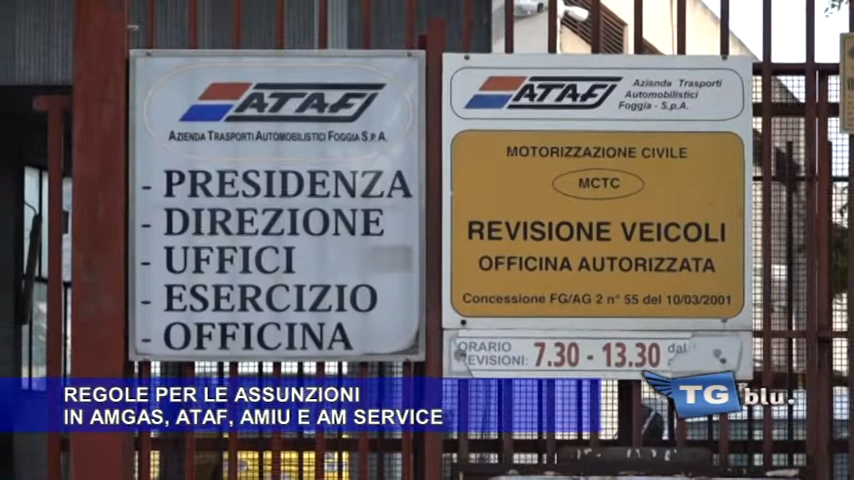 ATAF
AZIENDA TRASPORTI AUTOMOBILISTICI FOGGIA S.P.A.
- PRESIDENZA
- DIREZIONE
- UFFICI
- ESERCIZIO
- OFFICINA
ATAF
Azienda Trasporti
Automobilistici
Foggia - S.p.A.
MOTORIZZAZIONE CIVILE
MCTC
REVISIONE VEICOLI
OFFICINA AUTORIZZATA
Concessione FG/AG 2 n° 55 del 10/03/2001
ORARIO
REVISIONI: 7.30 - 13.30 dal
REGOLE PER LE ASSUNZIONI
IN AMGAS, ATAF, AMIU E AM SERVICE
TG blu.